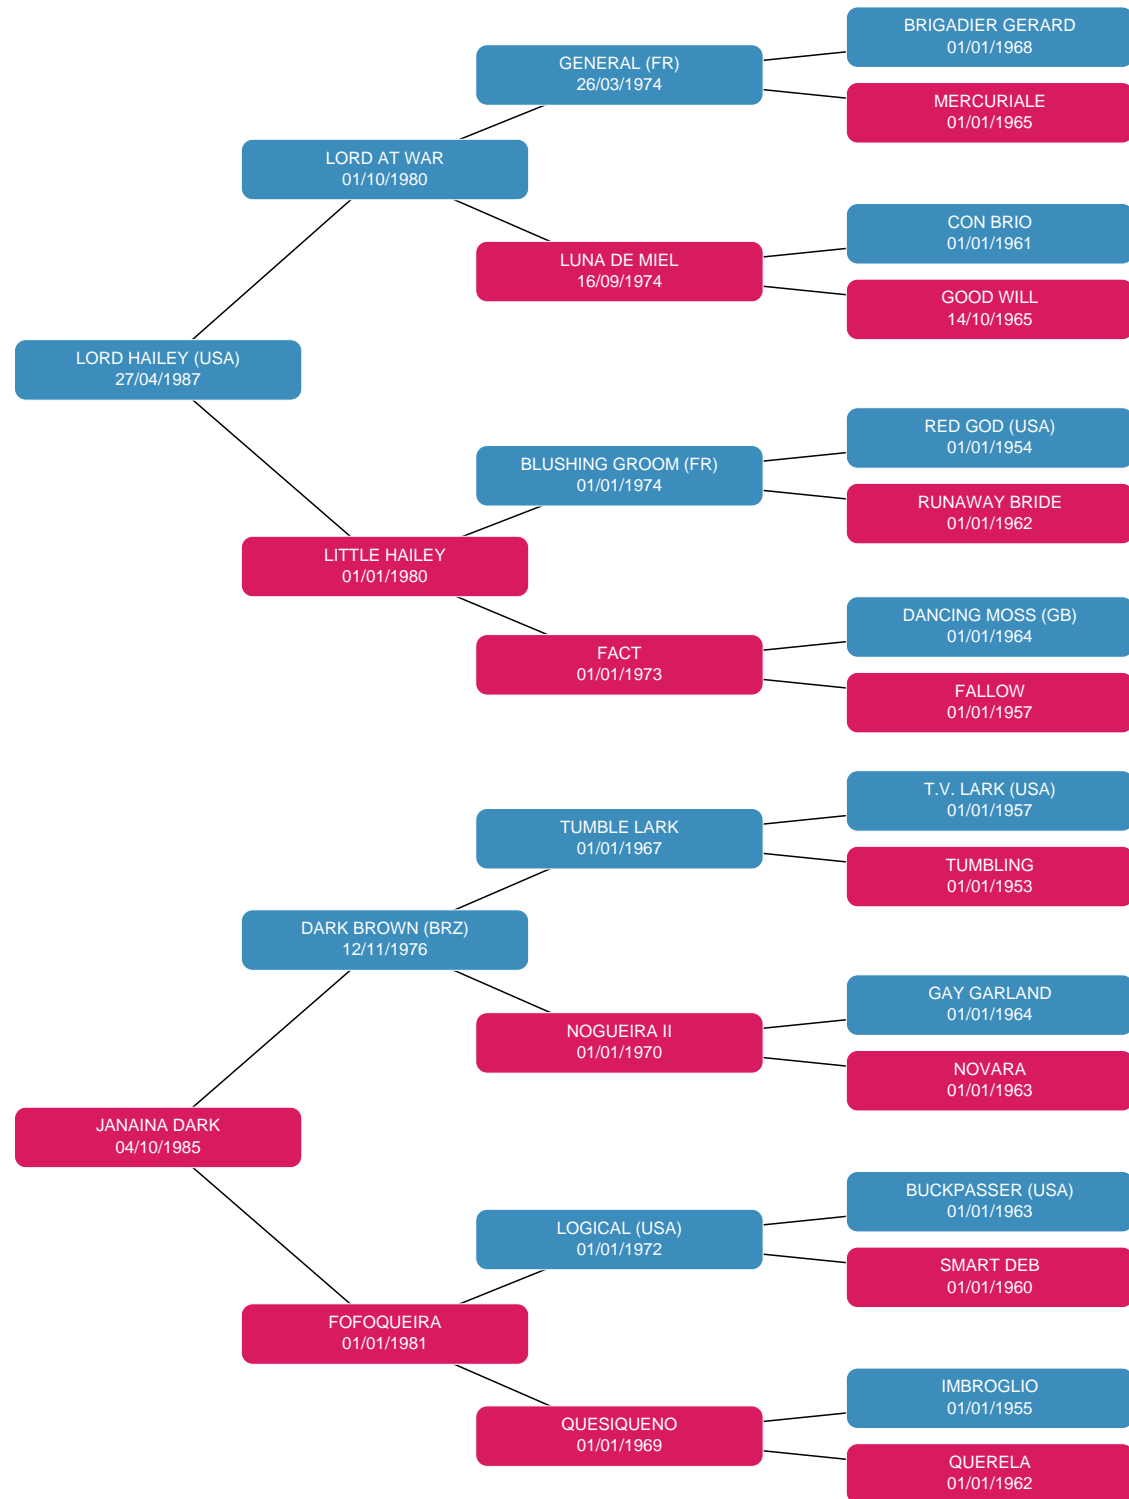 BRIGADIER GERARD
01/01/1968
GENERAL (FR)
26/03/1974
MERCURIALE
01/01/1965
LORD AT WAR
01/10/1980
CON BRIO
01/01/1961
LUNA DE MIEL
16/09/1974
GOOD WILL
14/10/1965
LORD HAILEY (USA)
27/04/1987
RED GOD (USA)
01/01/1954
BLUSHING GROOM (FR)
01/01/1974
RUNAWAY BRIDE
01/01/1962
LITTLE HAILEY
01/01/1980
DANCING MOSS (GB)
01/01/1964
FACT
01/01/1973
FALLOW
01/01/1957
T.V. LARK (USA)
01/01/1957
TUMBLE LARK
01/01/1967
TUMBLING
01/01/1953
DARK BROWN (BRZ)
12/11/1976
GAY GARLAND
01/01/1964
NOGUEIRA II
01/01/1970
NOVARA
01/01/1963
JANAINA DARK
04/10/1985
BUCKPASSER (USA)
01/01/1963
LOGICAL (USA)
01/01/1972
SMART DEB
01/01/1960
FOFOQUEIRA
01/01/1981
IMBROGLIO
01/01/1955
QUESIQUENO
01/01/1969
QUERELA
01/01/1962